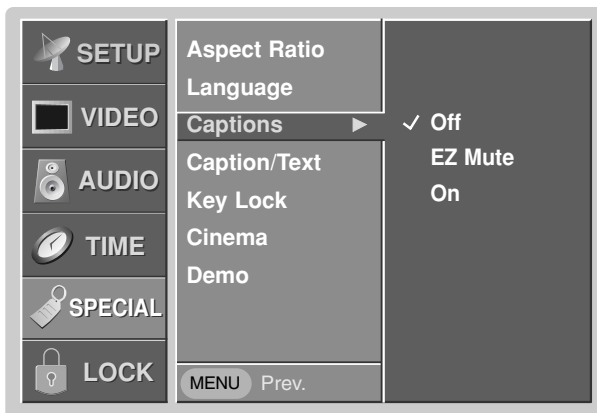 SETUP
VIDEO
AUDIO
TIME
SPECIAL
LOCK
Aspect Ratio
Language
Captions ►
Caption/Text
Key Lock
Cinema
Demo
MENU Prev.
✓ Off
EZ Mute
On